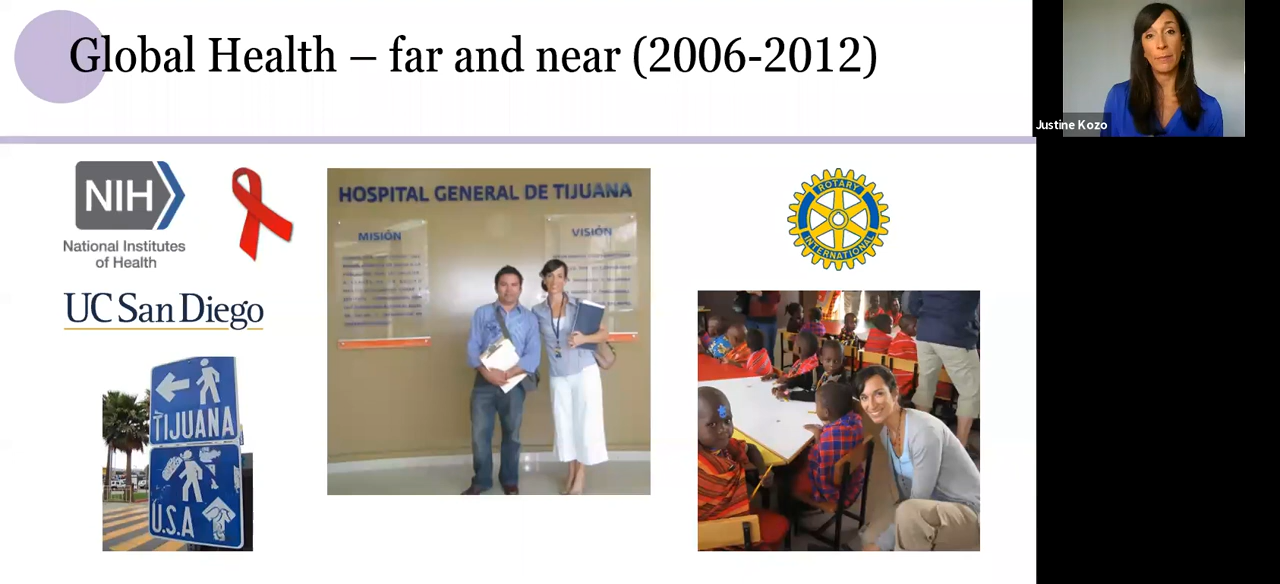 Global Health – far and near (2006-2012)
Justine Kozo
NIH
National Institutes
of Health
UC San Diego
TIJUANA
U.S.A
HOSPITAL GENERAL DE TIJUANA
MISIÓN
VISIÓN
ROTARY
INTERNATIONAL